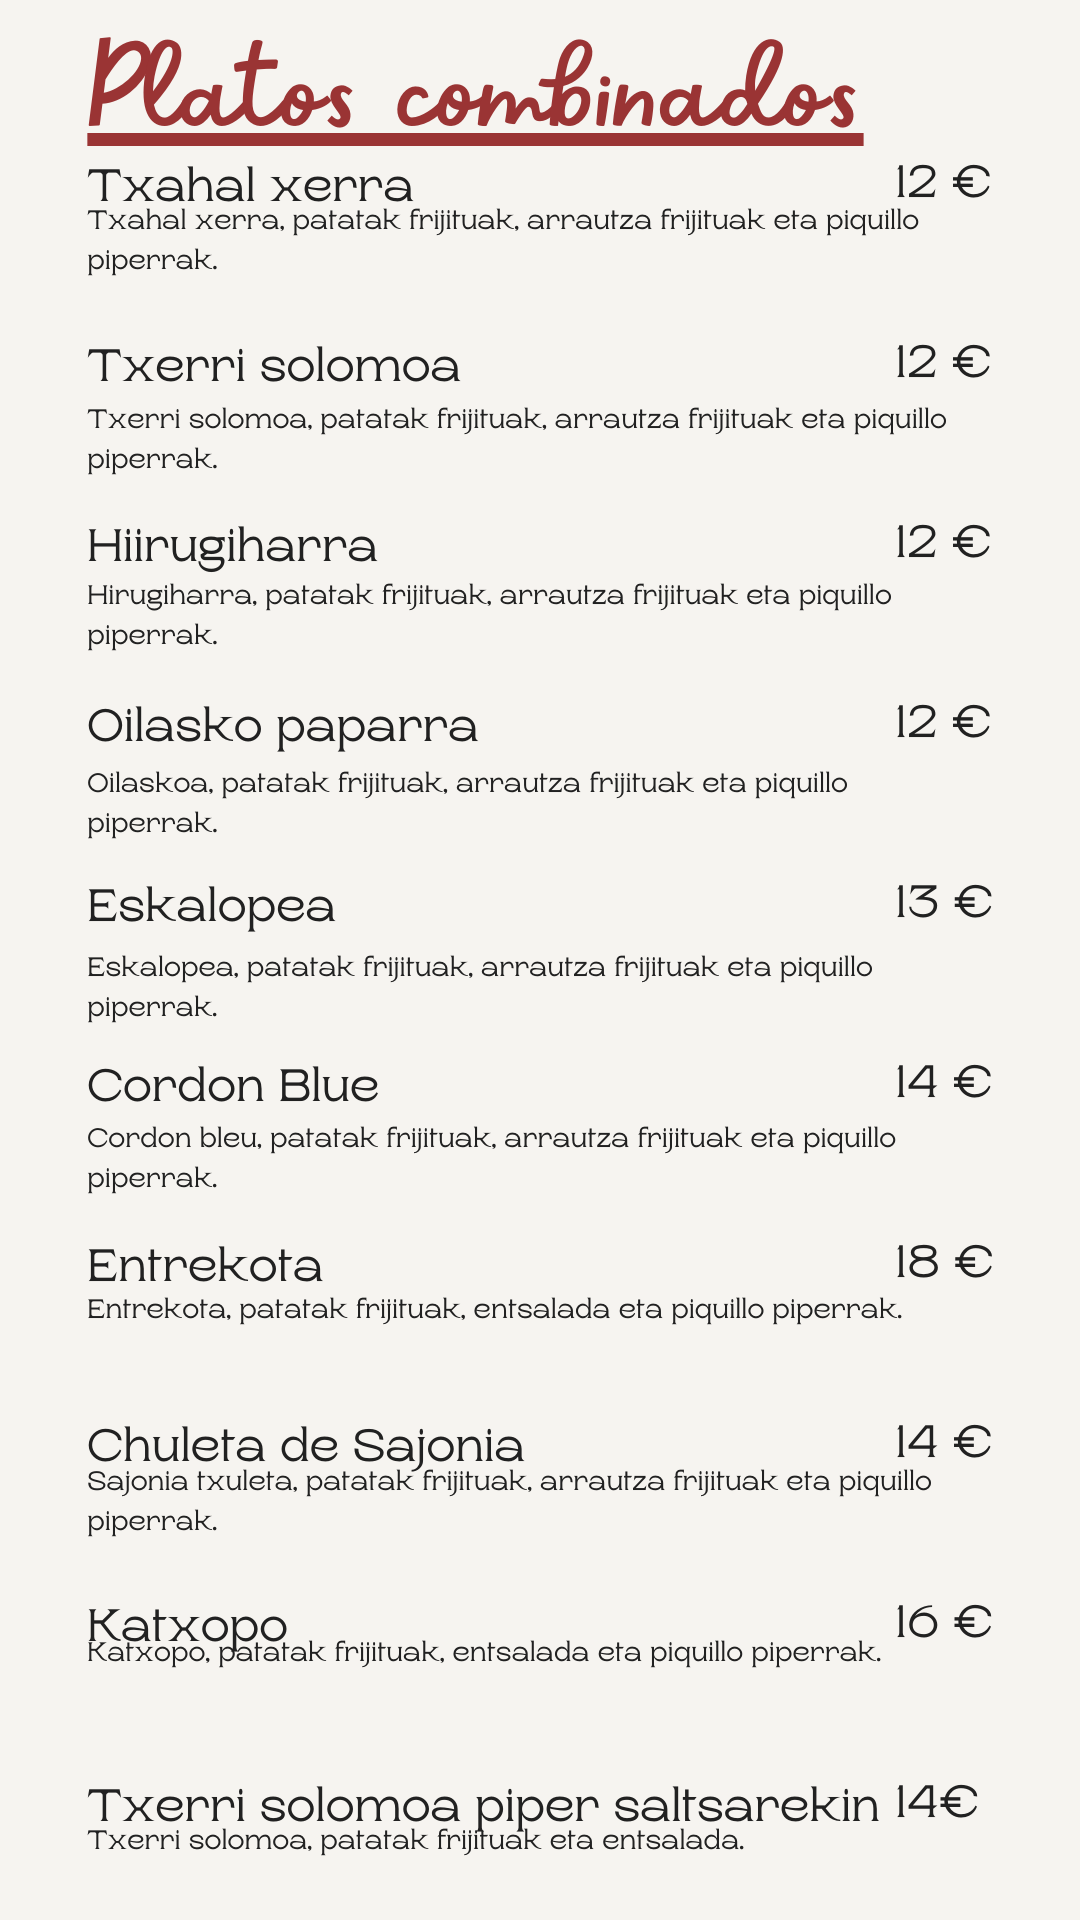 Platos combinados
Txahal xerra 12 €
Txahal xerra, patatak frijituak, arrautza frijituak eta piquillo
piperrak.
Txerri solomoa 12 €
Txerri solomoa, patatak frijituak, arrautza frijituak eta piquillo
piperrak.
Hiirugiharra 12 €
Hirugiharra, patatak frijituak, arrautza frijituak eta piquillo
piperrak.
Oilasko paparra 12 €
Oilaskoa, patatak frijituak, arrautza frijituak eta piquillo
piperrak.
Eskalopea 13 €
Eskalopea, patatak frijituak, arrautza frijituak eta piquillo
piperrak.
Cordon Blue 14 €
Cordon bleu, patatak frijituak, arrautza frijituak eta piquillo
piperrak.
Entrekota 18 €
Entrekota, patatak frijituak, entsalada eta piquillo piperrak.
Chuleta de Sajonia 14 €
Sajonia txuleta, patatak frijituak, arrautza frijituak eta piquillo
piperrak.
Katxopo 16 €
Katxopo, patatak frijituak, entsalada eta piquillo piperrak.
Txerri solomoa piper saltsarekin 14€
Txerri solomoa, patatak frijituak eta entsalada.